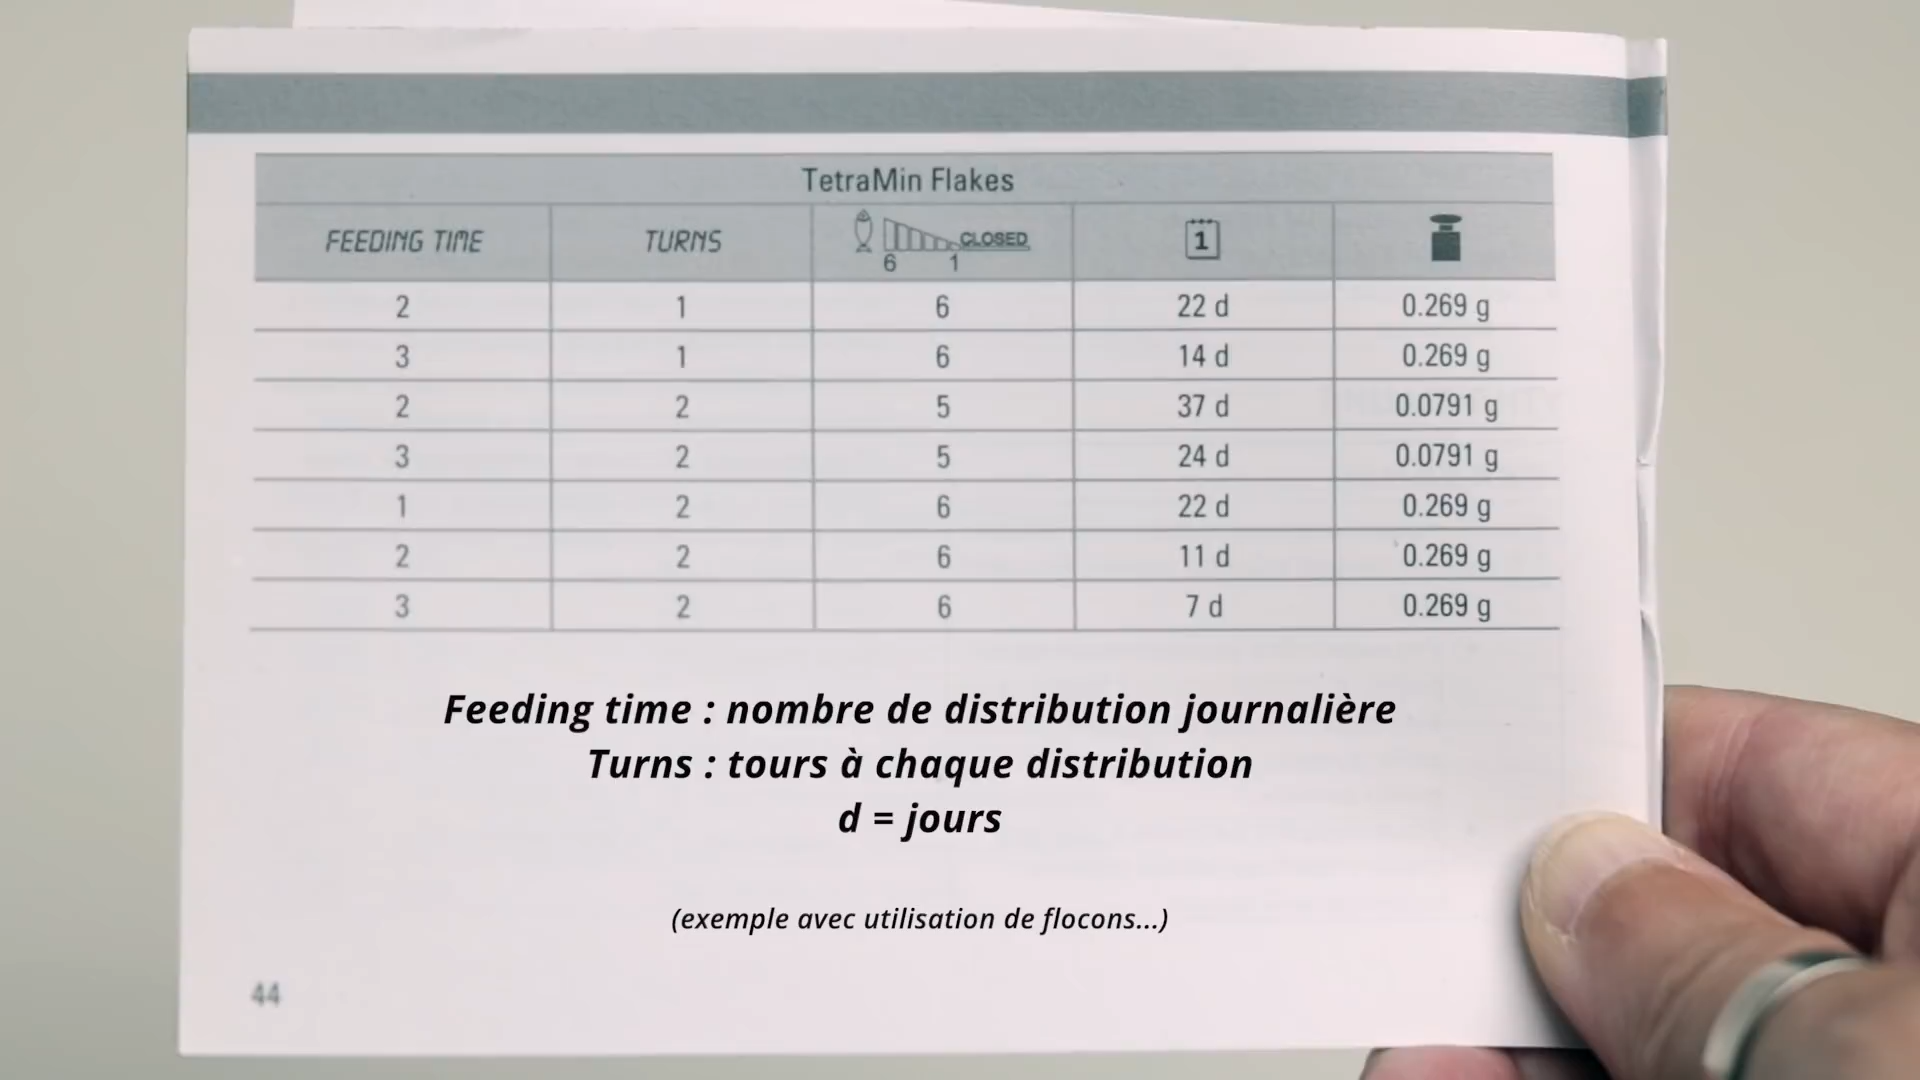 TetraMin Flakes
FEEDING TIME TURNS CLOSED 6 1 1
2 1 6 22 d 0.269 g
3 1 6 14 d 0.269 g
2 2 5 37 d 0.0791 g
3 2 5 24 d 0.0791 g
1 2 6 22 d 0.269 g
2 2 6 11 d 0.269 g
3 2 6 7 d 0.269 g
Feeding time : nombre de distribution journalière
Turns : tours à chaque distribution
d = jours
(exemple avec utilisation de flocons...)
44